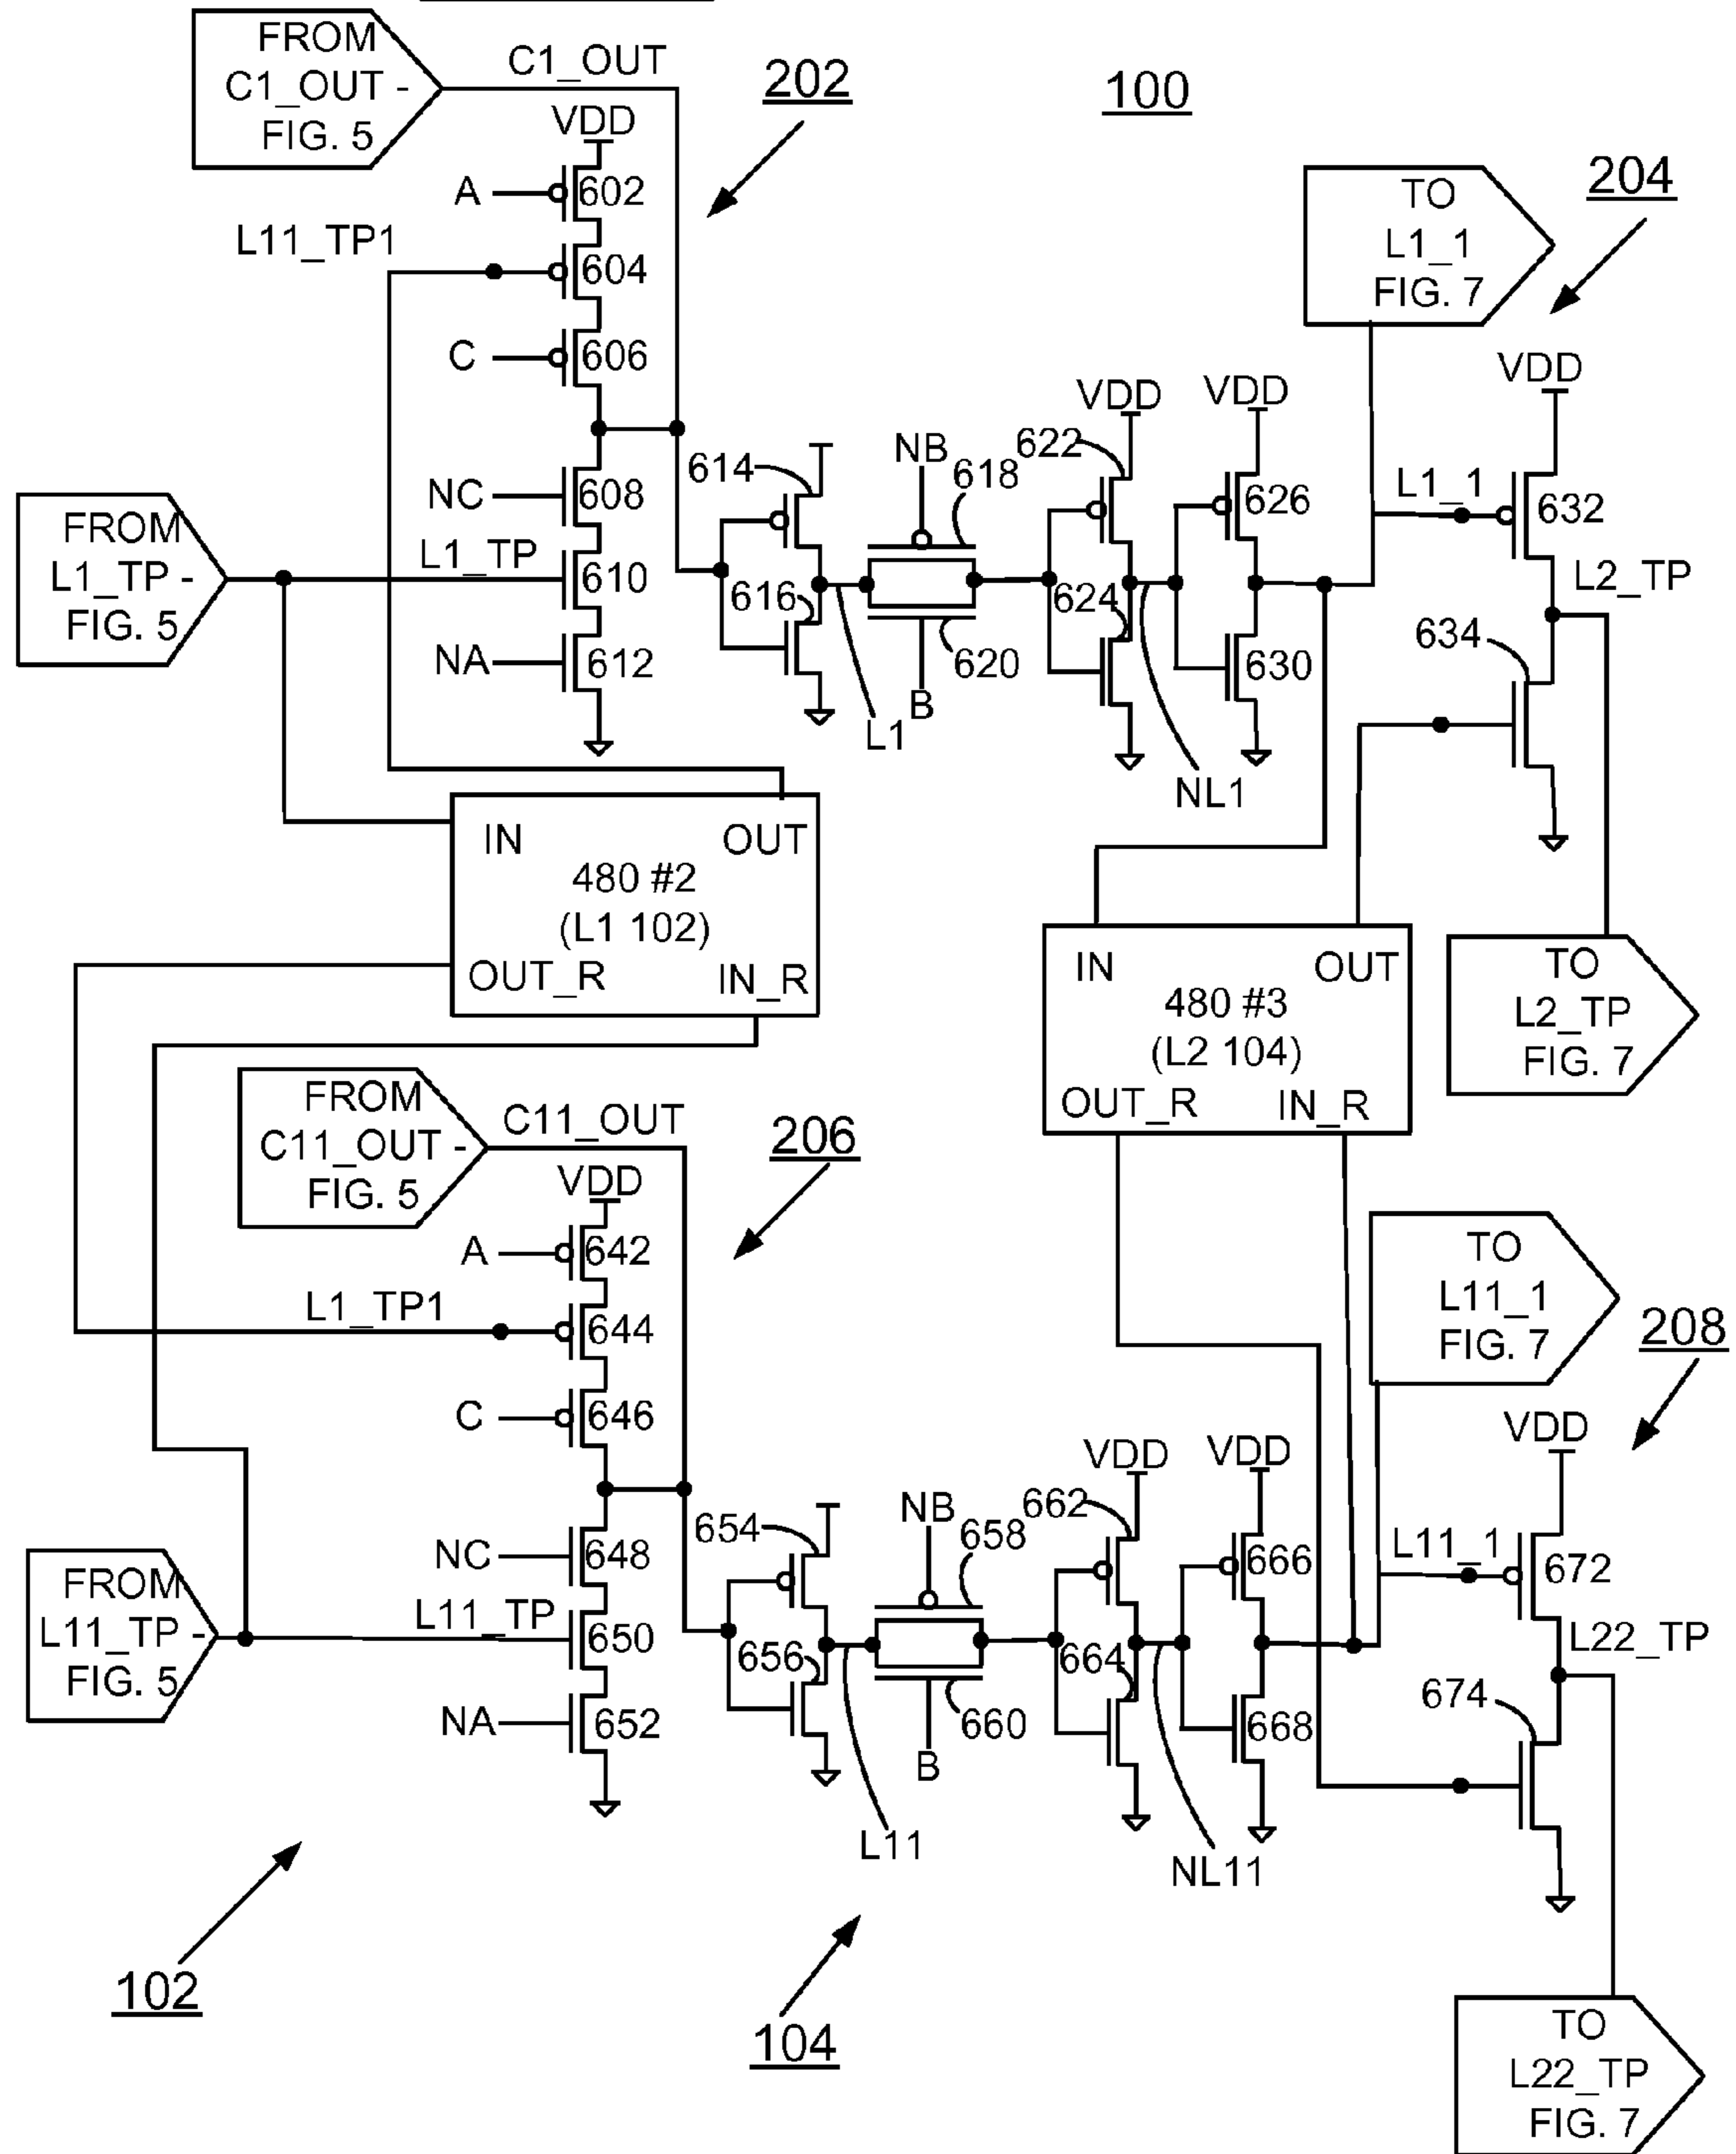 FROM
C1_OUT -
FIG. 5
C1_OUT
202
100
VDD
A
602
L11_TP1
604
C
606
NC
608
FROM
L1_TP -
FIG. 5
L1_TP
610
NA
612
614
616
L1
NB
618
620
B
622
VDD
624
NL1
VDD
626
630
TO
L1_1
FIG. 7
204
VDD
L1_1
632
L2_TP
634
IN
OUT
480 #2
(L1 102)
OUT_R
IN_R
IN
OUT
480 #3
(L2 104)
OUT_R
IN_R
TO
L2_TP
FIG. 7
FROM
C11_OUT -
FIG. 5
C11_OUT
206
VDD
A
642
L1_TP1
644
C
646
NC
648
FROM
L11_TP -
FIG. 5
L11_TP
650
NA
652
654
656
L11
NB
658
660
B
662
VDD
664
NL11
VDD
666
668
TO
L11_1
FIG. 7
208
VDD
L11_1
672
L22_TP
674
102
104
TO
L22_TP
FIG. 7